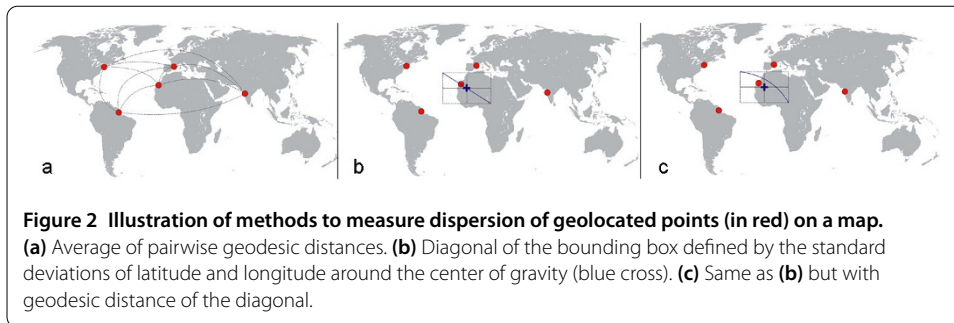 a
b
c
Figure 2 Illustration of methods to measure dispersion of geolocated points (in red) on a map.
(a) Average of pairwise geodesic distances. (b) Diagonal of the bounding box defined by the standard
deviations of latitude and longitude around the center of gravity (blue cross). (c) Same as (b) but with
geodesic distance of the diagonal.